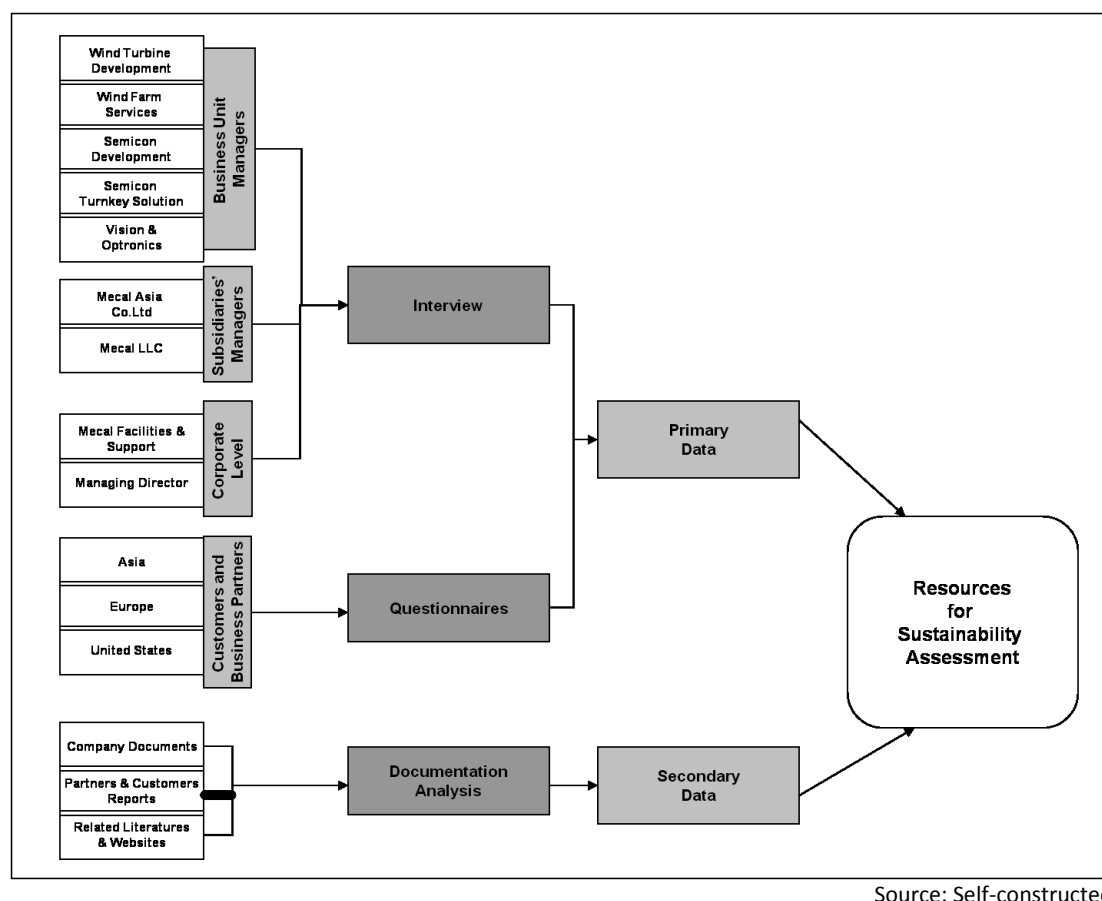 Wind Turbine
Development
Wind Farm
Services
Semicon
Development
Semicon
Turnkey Solution
Vision &
Optronics
Business Unit
Managers
Mecal Asia
Co.Ltd
Mecal LLC
Subsidiaries'
Managers
Mecal Facilities &
Support
Managing Director
Corporate
Level
Asia
Europe
United States
Customers and
Business Partners
Company Documents
Partners & Customers
Reports
Related Literatures
& Websites
Interview
Questionnaires
Documentation
Analysis
Primary
Data
Secondary
Data
Resources
for
Sustainability
Assessment
Source: Self-constructed